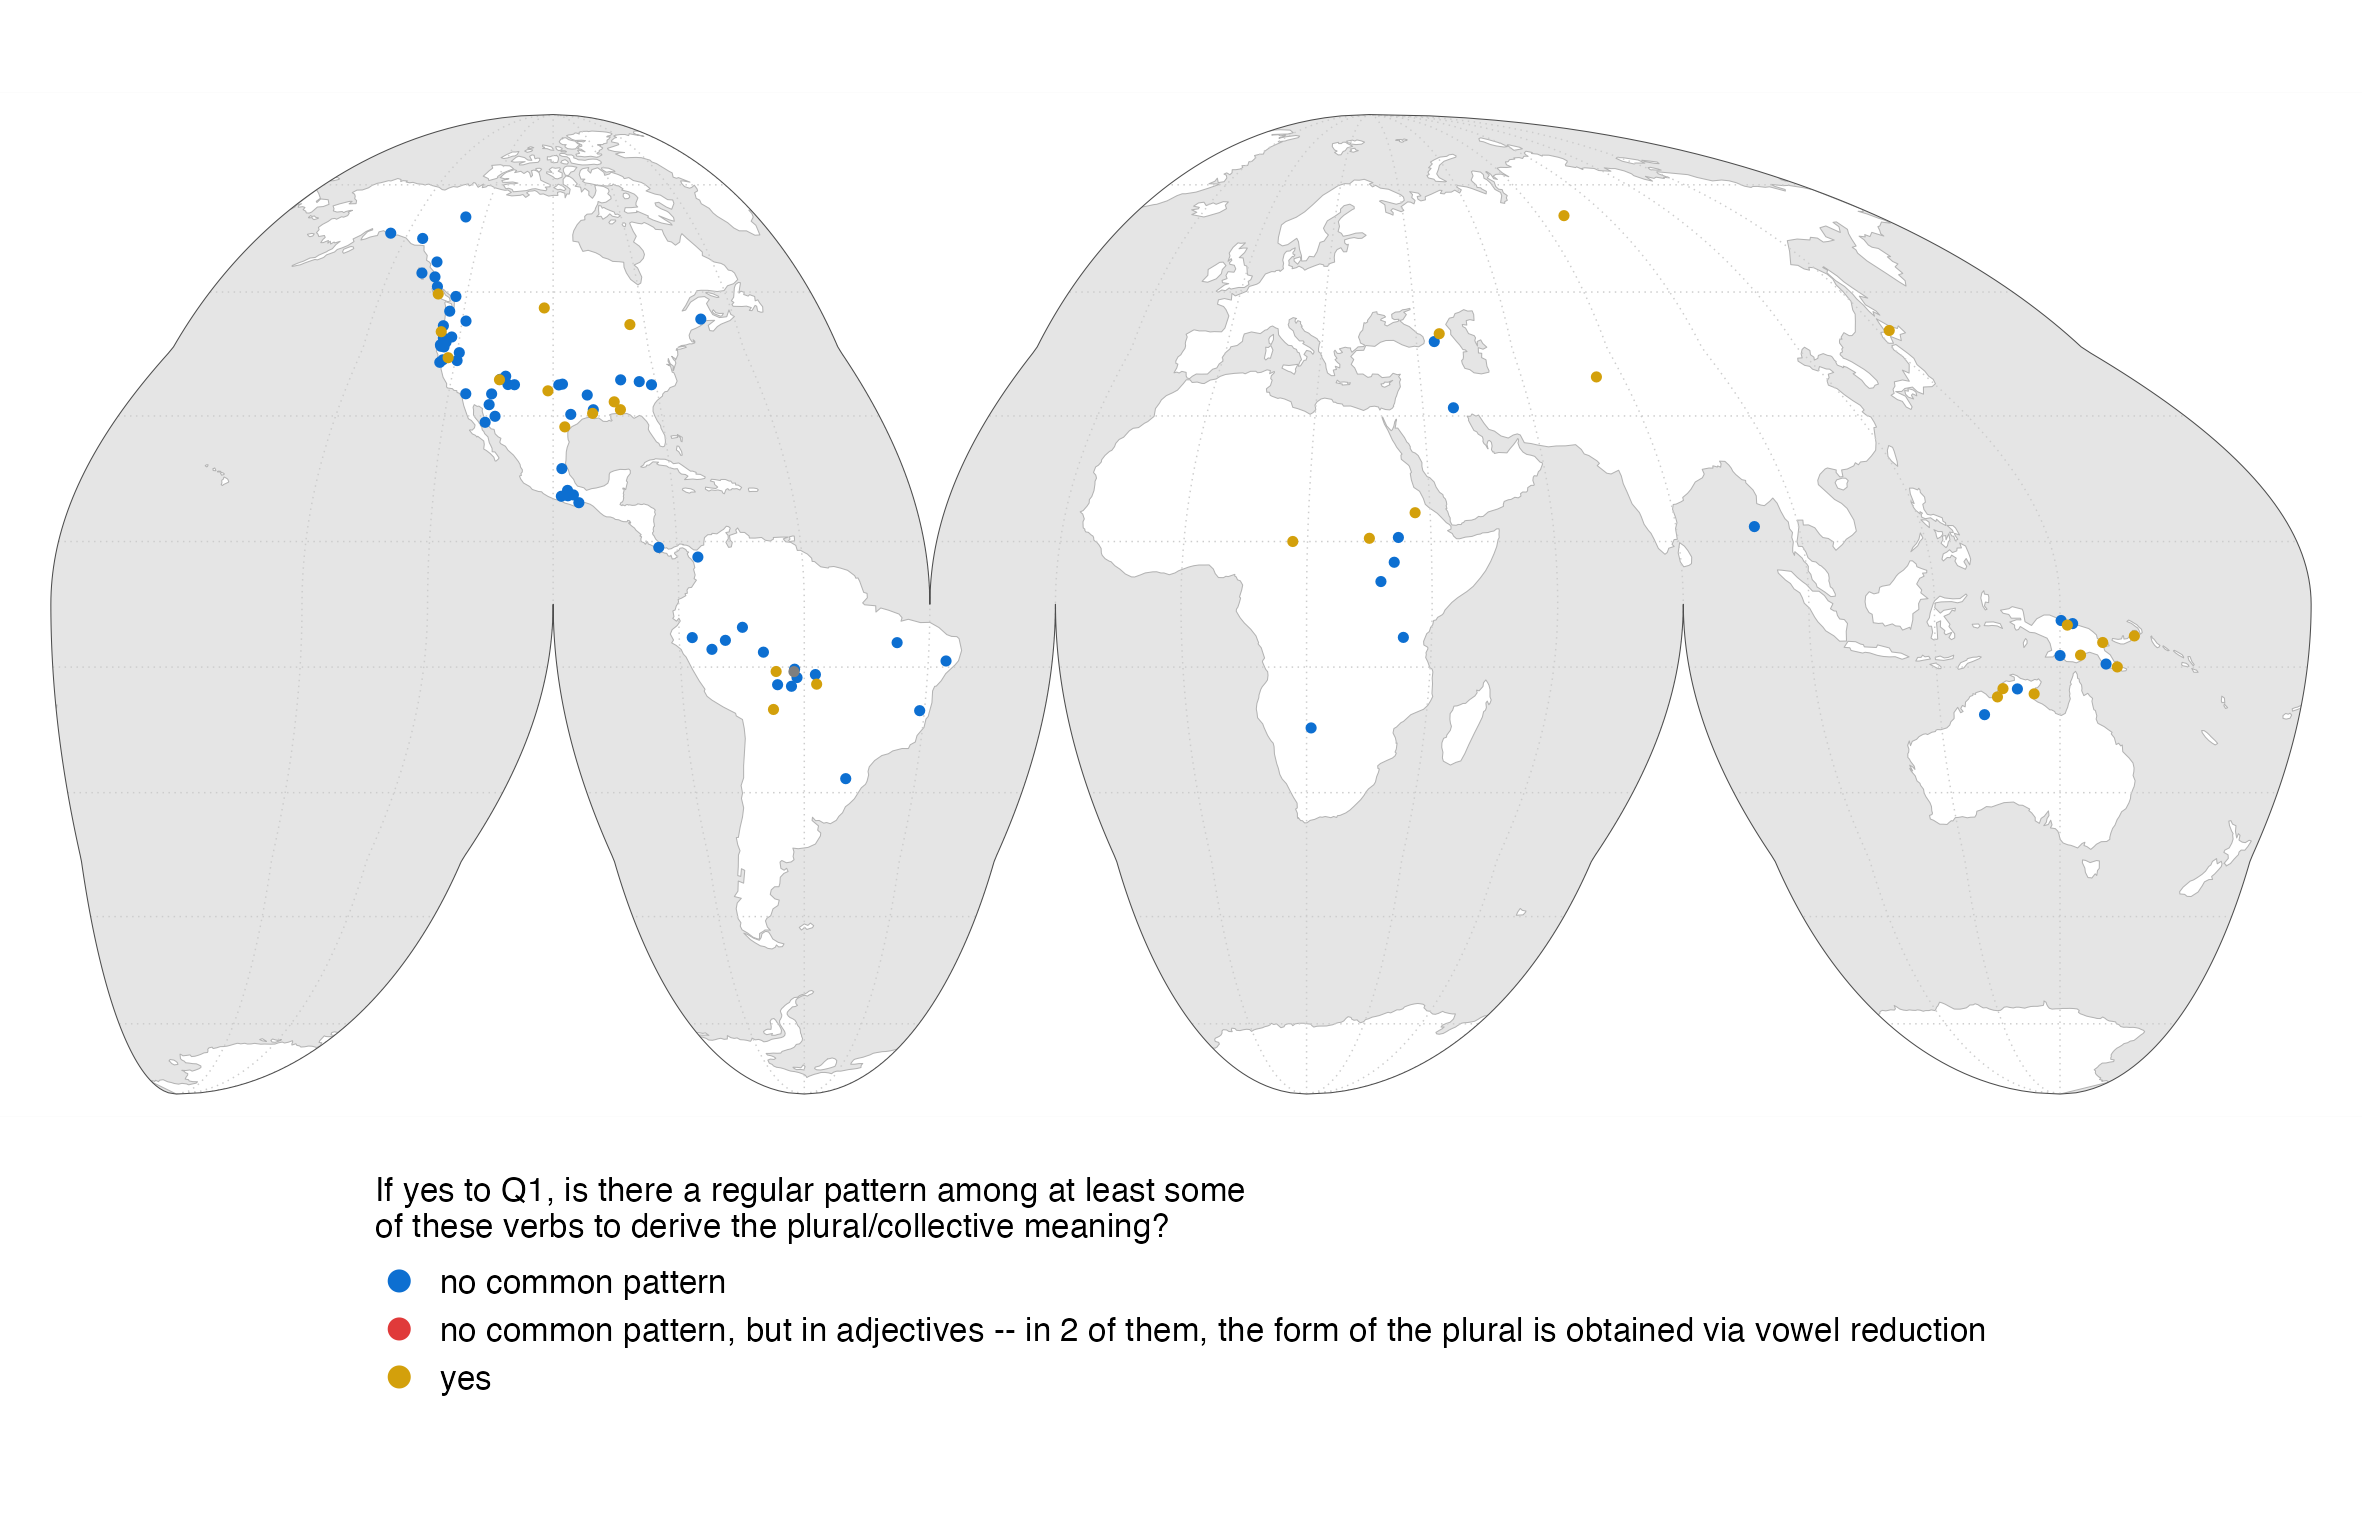 If yes to Q1, is there a regular pattern among at least some
of these verbs to derive the plural/collective meaning?
no common pattern
no common pattern, but in adjectives -- in 2 of them, the form of the plural is obtained via vowel reduction
yes